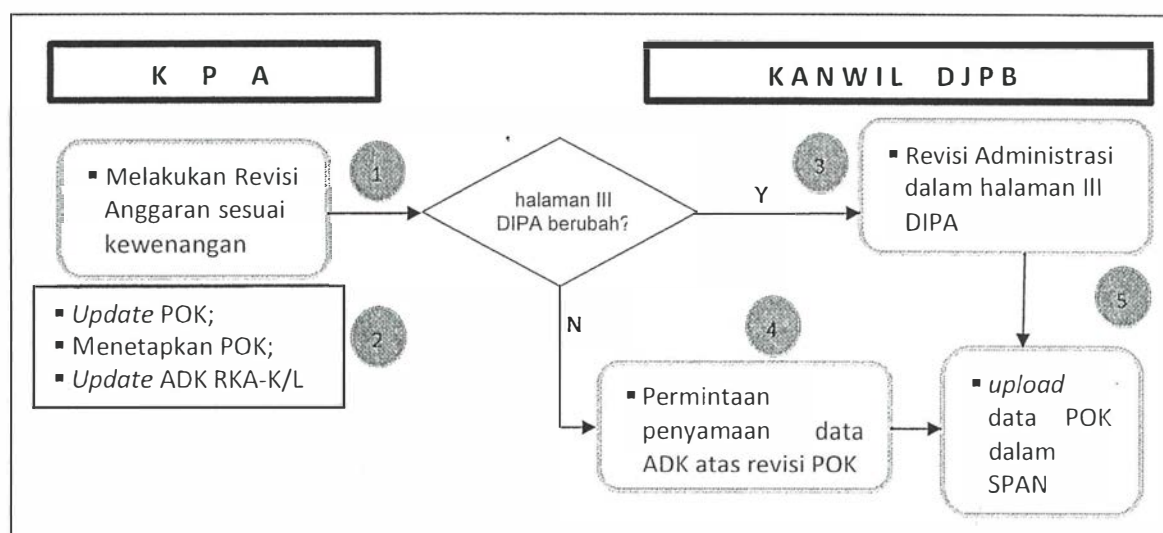 K P A
KANWIL DJPB
▪ Melakukan Revisi
Anggaran sesuai
kewenangan
1
halaman III
DIPA berubah?
Y
3
▪ Revisi Administrasi
dalam halaman III
DIPA
▪ Update POK;
▪ Menetapkan POK;
▪ Update ADK RKA-K/L
2
N
4
5
▪ Permintaan
penyamaan data
ADK atas revisi POK
▪ upload
data POK
dalam
SPAN